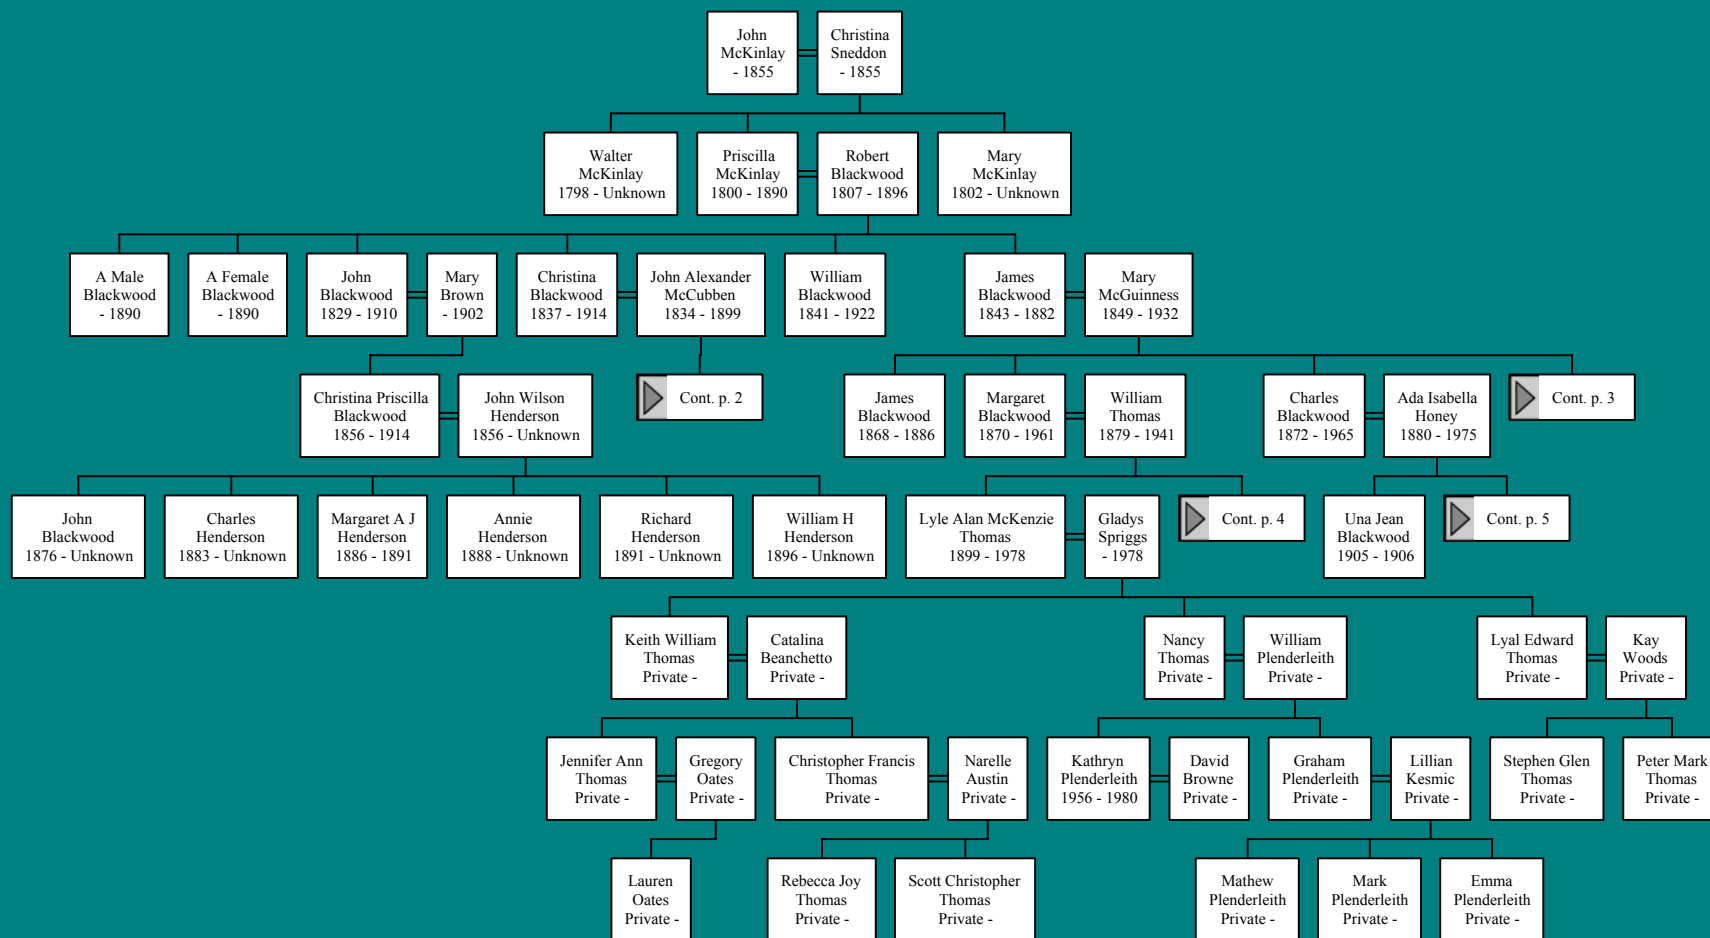 John
McKinlay
- 1855
Christina
Sneddon
- 1855
Walter
McKinlay
1798 - Unknown
Priscilla
McKinlay
1800 - 1890
Robert
Blackwood
1807 - 1896
Mary
McKinlay
1802 - Unknown
A Male
Blackwood
- 1890
A Female
Blackwood
- 1890
John
Blackwood
1829 - 1910
Mary
Brown
- 1902
Christina
Blackwood
1837 - 1914
John Alexander
McCubben
1834 - 1899
William
Blackwood
1841 - 1922
James
Blackwood
1843 - 1882
Mary
McGuinness
1849 - 1932
Christina Priscilla
Blackwood
1856 - 1914
John Wilson
Henderson
1856 - Unknown
Cont. p. 2
James
Blackwood
1868 - 1886
Margaret
Blackwood
1870 - 1961
William
Thomas
1879 - 1941
Charles
Blackwood
1872 - 1965
Ada Isabella
Honey
1880 - 1975
Cont. p. 3
John
Blackwood
1876 - Unknown
Charles
Henderson
1883 - Unknown
Margaret A J
Henderson
1886 - 1891
Annie
Henderson
1888 - Unknown
Richard
Henderson
1891 - Unknown
William H
Henderson
1896 - Unknown
Lyle Alan McKenzie
Thomas
1899 - 1978
Gladys
Spriggs
- 1978
Cont. p. 4
Una Jean
Blackwood
1905 - 1906
Cont. p. 5
Keith William
Thomas
Private -
Catalina
Beanchetto
Private -
Nancy
Thomas
Private -
William
Plenderleith
Private -
Lyal Edward
Thomas
Private -
Kay
Woods
Private -
Jennifer Ann
Thomas
Private -
Gregory
Oates
Private -
Christopher Francis
Thomas
Private -
Narelle
Austin
Private -
Kathryn
Plenderleith
1956 - 1980
David
Browne
Private -
Graham
Plenderleith
Private -
Lillian
Kesmic
Private -
Stephen Glen
Thomas
Private -
Peter Mark
Thomas
Private -
Lauren
Oates
Private -
Rebecca Joy
Thomas
Private -
Scott Christopher
Thomas
Private -
Mathew
Plenderleith
Private -
Mark
Plenderleith
Private -
Emma
Plenderleith
Private -